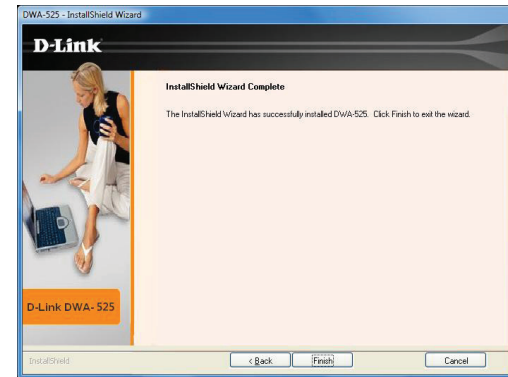 DWA-525 - InstallShield Wizard
D-Link
InstallShield Wizard Complete
The InstallShield Wizard has successfully installed DWA-525. Click Finish to exit the wizard.
D-Link DWA- 525
InstallShield
< Back
Finish
Cancel